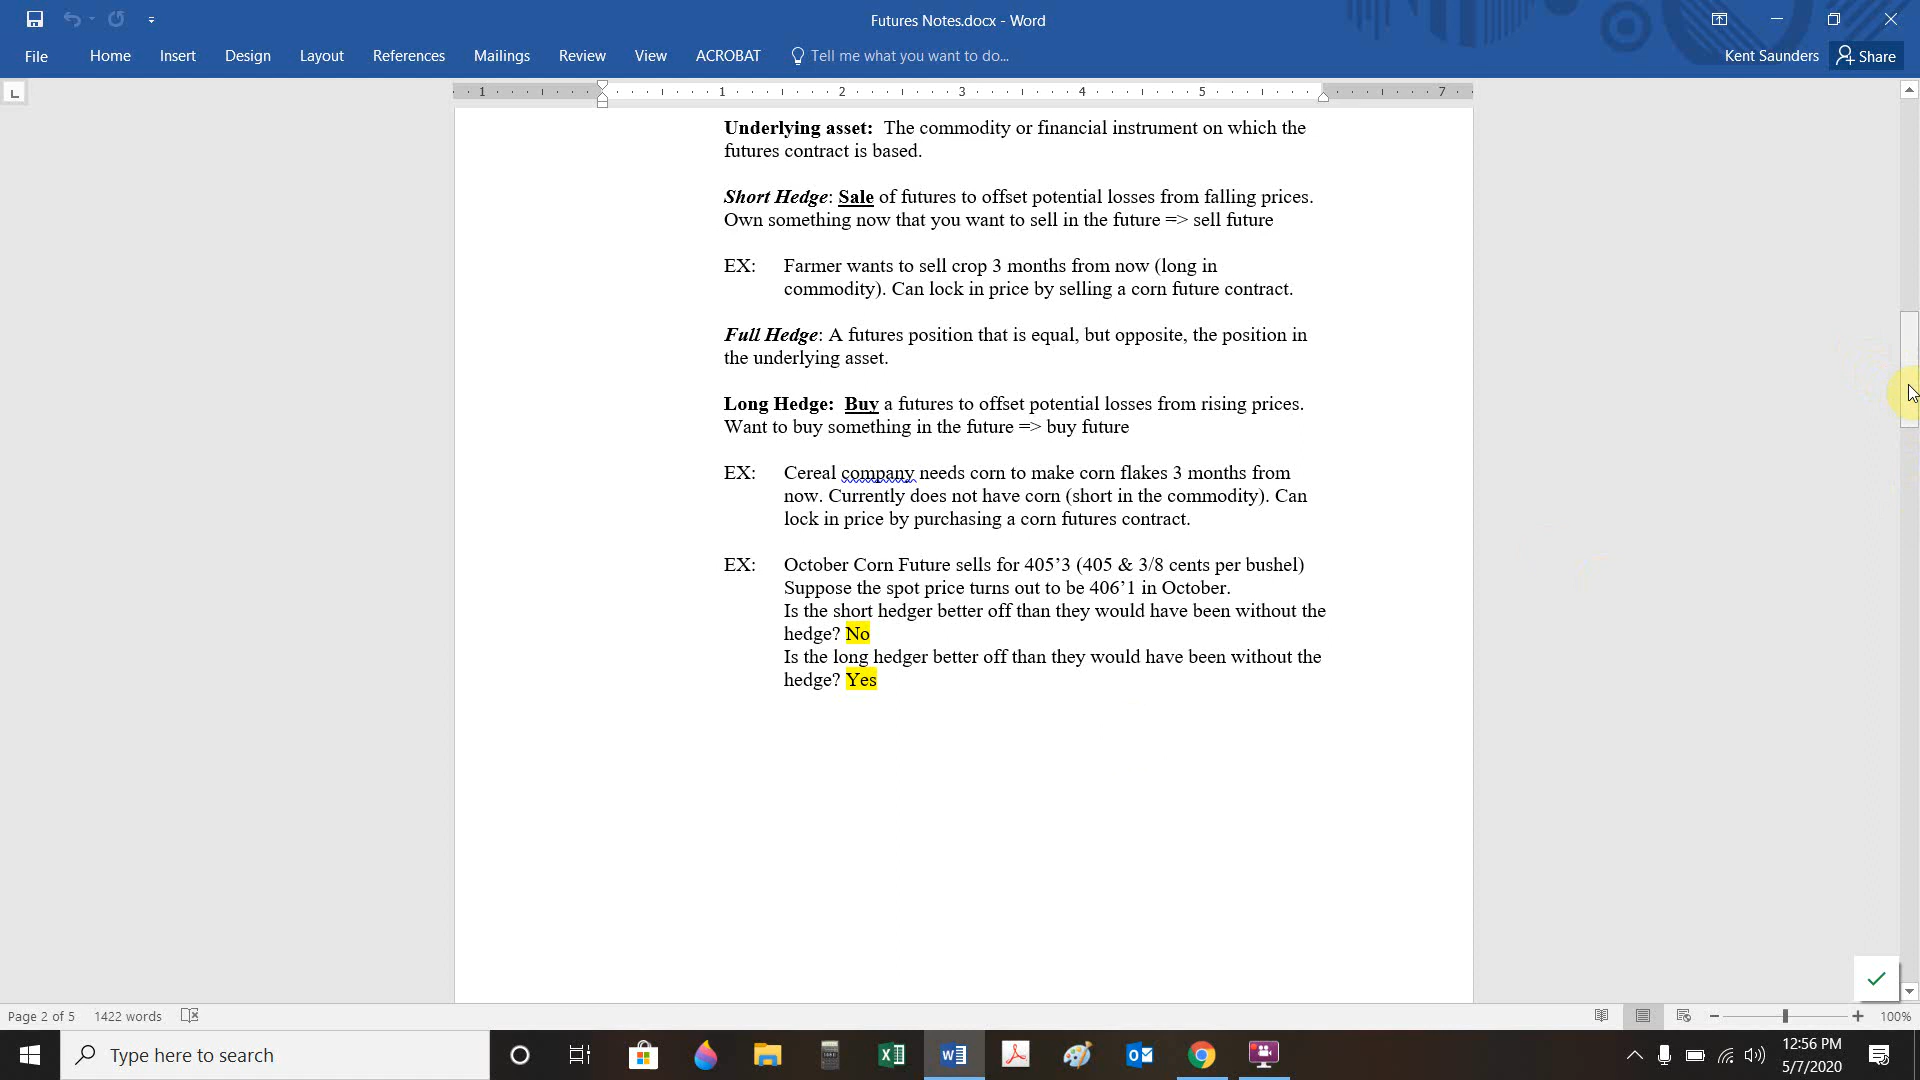 Futures Notes.docx - Word
File Home Insert Design Layout References Mailings Review View ACROBAT Tell me what you want to do... Kent Saunders Share
1 1 2 3 4 5 7
Underlying asset: The commodity or financial instrument on which the
futures contract is based.
Short Hedge: Sale of futures to offset potential losses from falling prices.
Own something now that you want to sell in the future => sell future
EX: Farmer wants to sell crop 3 months from now (long in
commodity). Can lock in price by selling a corn future contract.
Full Hedge: A futures position that is equal, but opposite, the position in
the underlying asset.
Long Hedge: Buy a futures to offset potential losses from rising prices.
Want to buy something in the future => buy future
EX: Cereal company needs corn to make corn flakes 3 months from
now. Currently does not have corn (short in the commodity). Can
lock in price by purchasing a corn futures contract.
EX: October Corn Future sells for 405’3 (405 & 3/8 cents per bushel)
Suppose the spot price turns out to be 406’1 in October.
Is the short hedger better off than they would have been without the
hedge? No
Is the long hedger better off than they would have been without the
hedge? Yes
Page 2 of 5 1422 words 100%
Type here to search
12:56 PM
5/7/2020